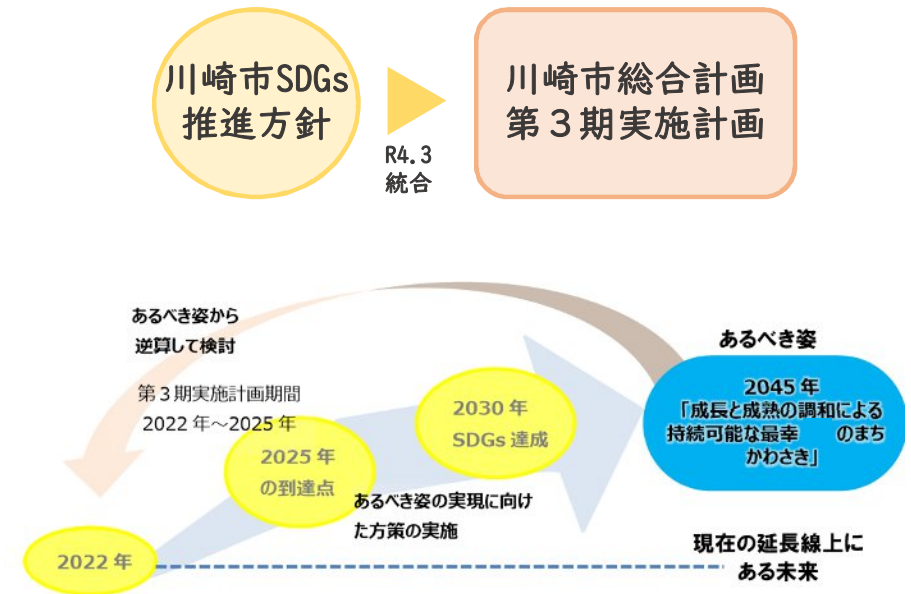 川崎市SDGs
推進方針
R4.3
統合
川崎市総合計画
第３期実施計画
あるべき姿から
逆算して検討
第３期実施計画期間
2022 年～2025 年
あるべき姿
2045 年
「成長と成熟の調和による
持続可能な最幸　　のまち
かわさき」
2030 年
SDGs 達成
2025 年
の到達点
あるべき姿の実現に向け
た方策の実施
2022 年
現在の延長線上に
ある未来